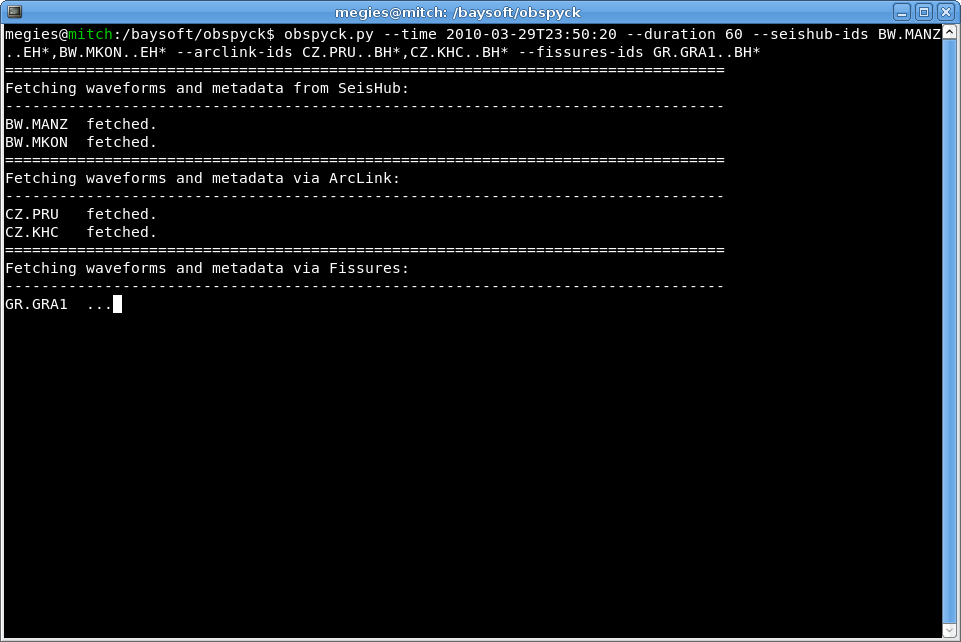 megies@mitch: /baysoft/obspyck
megies@mitch:/baysoft/obspyck$ obspyck.py --time 2010-03-29T23:50:20 --duration 60 --seishub-ids BW.MANZ
..EH*,BW.MKON..EH* --arclink-ids CZ.PRU..BH*,CZ.KHC..BH* --fissures-ids GR.GRA1..BH*
================================================================================
Fetching waveforms and metadata from SeisHub:
--------------------------------------------------------------------------------
BW.MANZ  fetched.
BW.MKON  fetched.
================================================================================
Fetching waveforms and metadata via ArcLink:
--------------------------------------------------------------------------------
CZ.PRU   fetched.
CZ.KHC   fetched.
================================================================================
Fetching waveforms and metadata via Fissures:
--------------------------------------------------------------------------------
GR.GRA1  ...